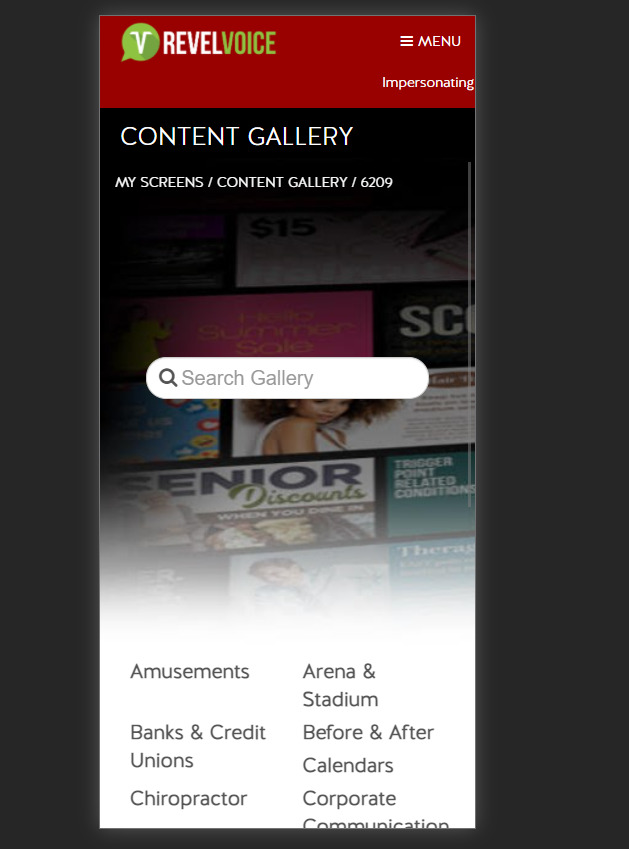 REVELVOICE
MENU
Impersonating
CONTENT GALLERY
MY SCREENS / CONTENT GALLERY / 6209
$15
Hello
Summer
Sale
SCO
Search Gallery
SENIOR
Discounts
WHEN YOU DINE IN
TRIGGER
POINT
RELATED
CONDITIONS
Therap
Amusements
Arena &
Stadium
Banks & Credit
Unions
Before & After
Calendars
Chiropractor
Corporate
Communication